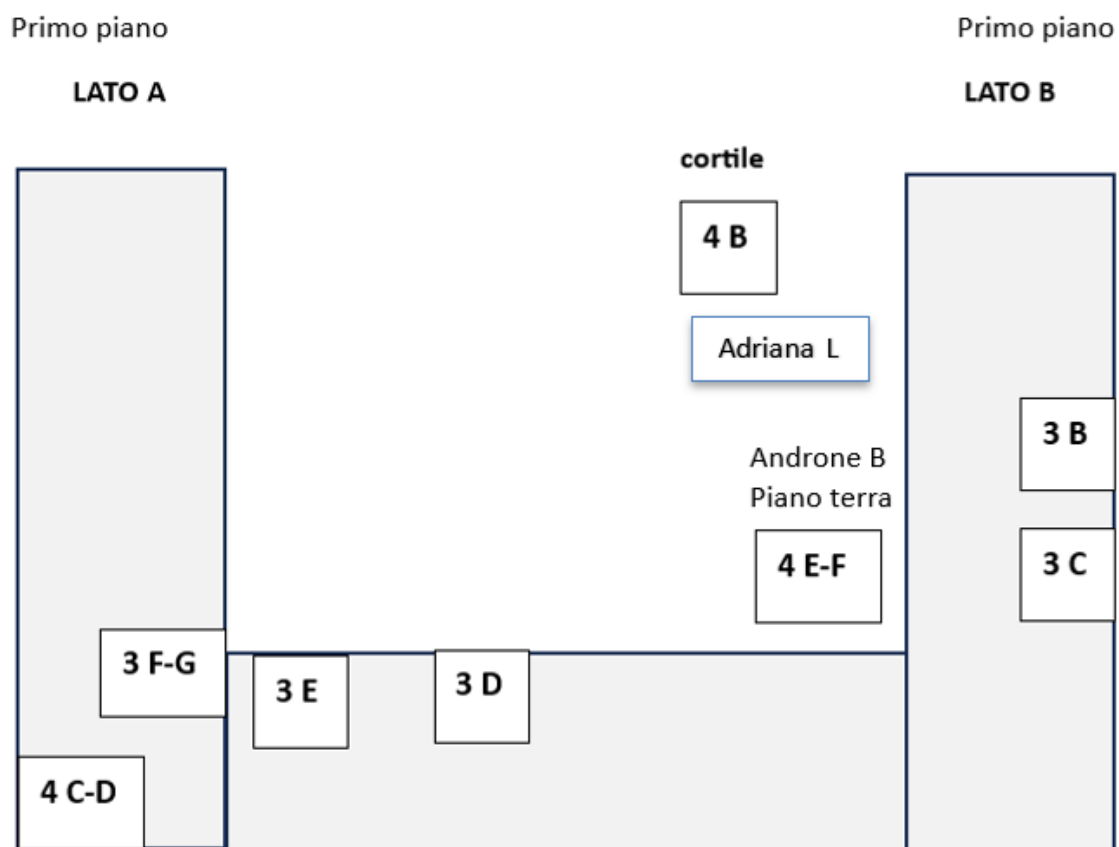 Primo piano
Primo piano
LATO A
LATO B
cortile
4 B
Adriana L
3 B
Androne B
Piano terra
3 C
4 E-F
3 F-G
3 E
3 D
4 C-D